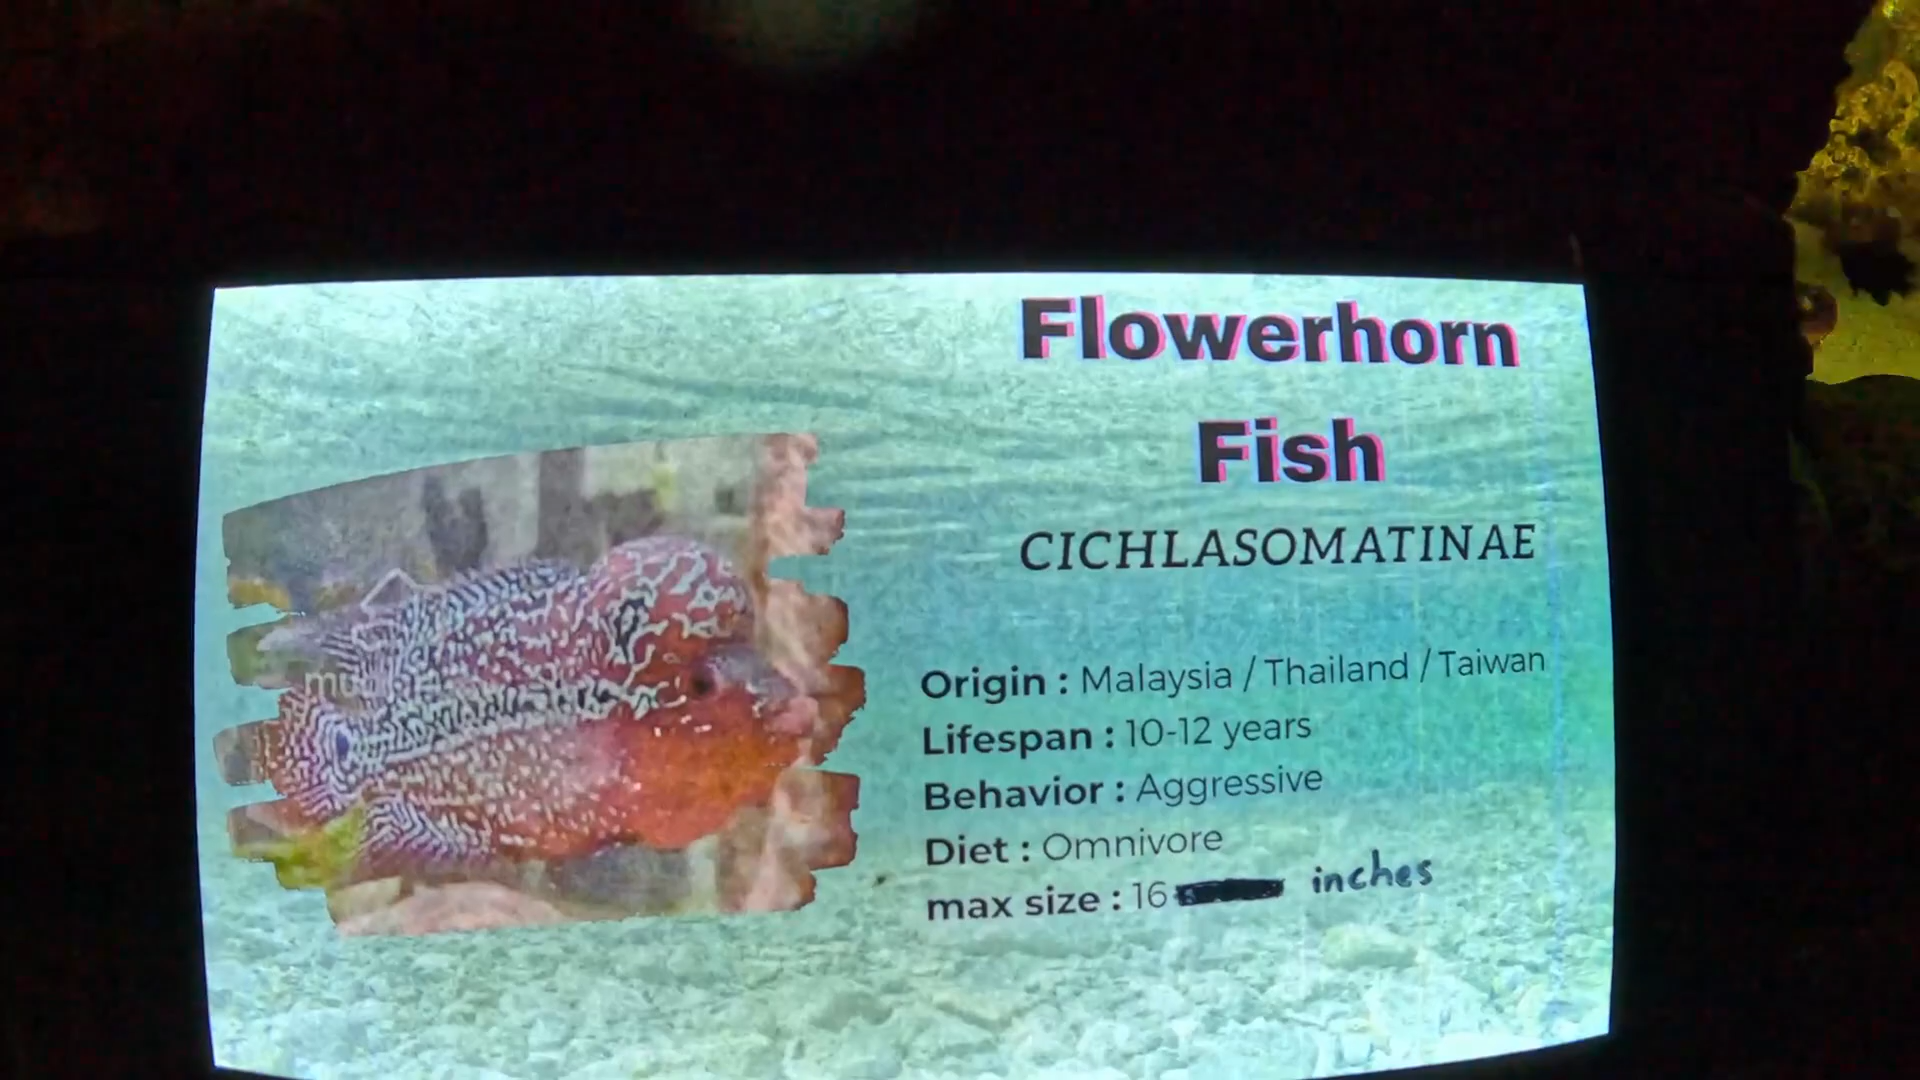 Flowerhorn
Fish
CICHLASOMATINAE
Origin : Malaysia / Thailand / Taiwan
Lifespan : 10-12 years
Behavior : Aggressive
Diet : Omnivore
max size : 16 inches